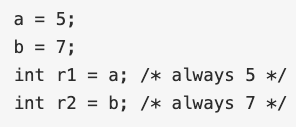 a = 5;
b = 7;
int r1 = a; /* always 5 */
int r2 = b; /* always 7 */